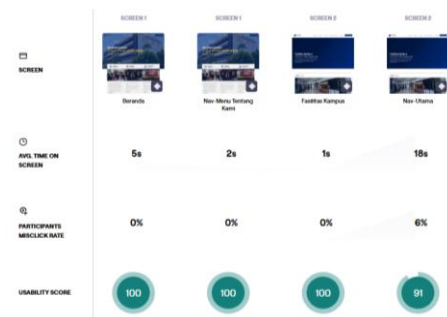 SCREEN 1
SCREEN 1
SCREEN 2
SCREEN 2
SCREEN
Beranda
Nav-Menu Tentang
Kami
Fasilitas Kampus
Nav-Utama
AVG. TIME ON
SCREEN
5s
2s
1s
18s
PARTICIPANTS
MISCLICK RATE
0%
0%
0%
6%
USABILITY SCORE
100
100
100
91